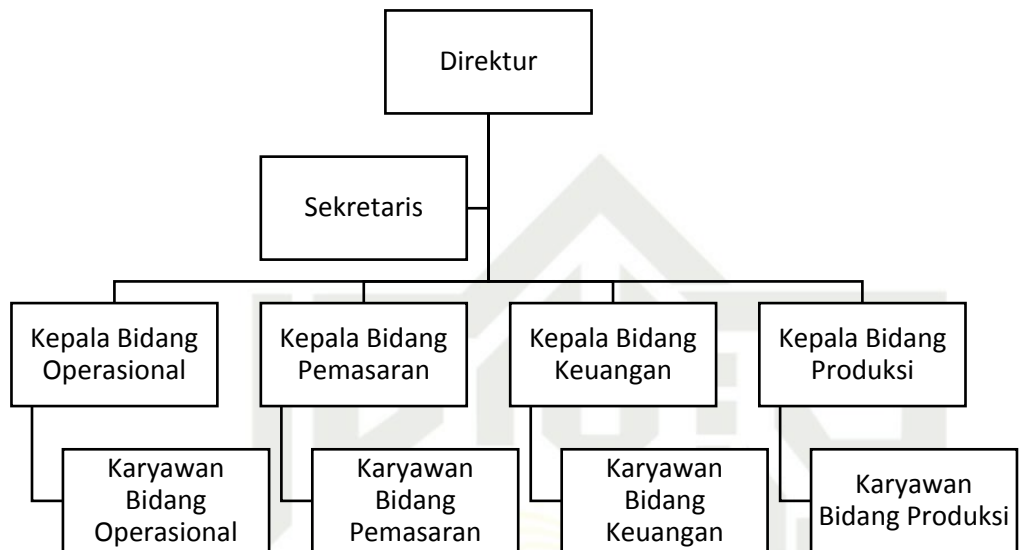 Direktur
Sekretaris
Kepala Bidang
Operasional
Kepala Bidang
Pemasaran
Kepala Bidang
Keuangan
Kepala Bidang
Produksi
Karyawan
Bidang
Operasional
Karyawan
Bidang
Pemasaran
Karyawan
Bidang
Keuangan
Karyawan
Bidang Produksi